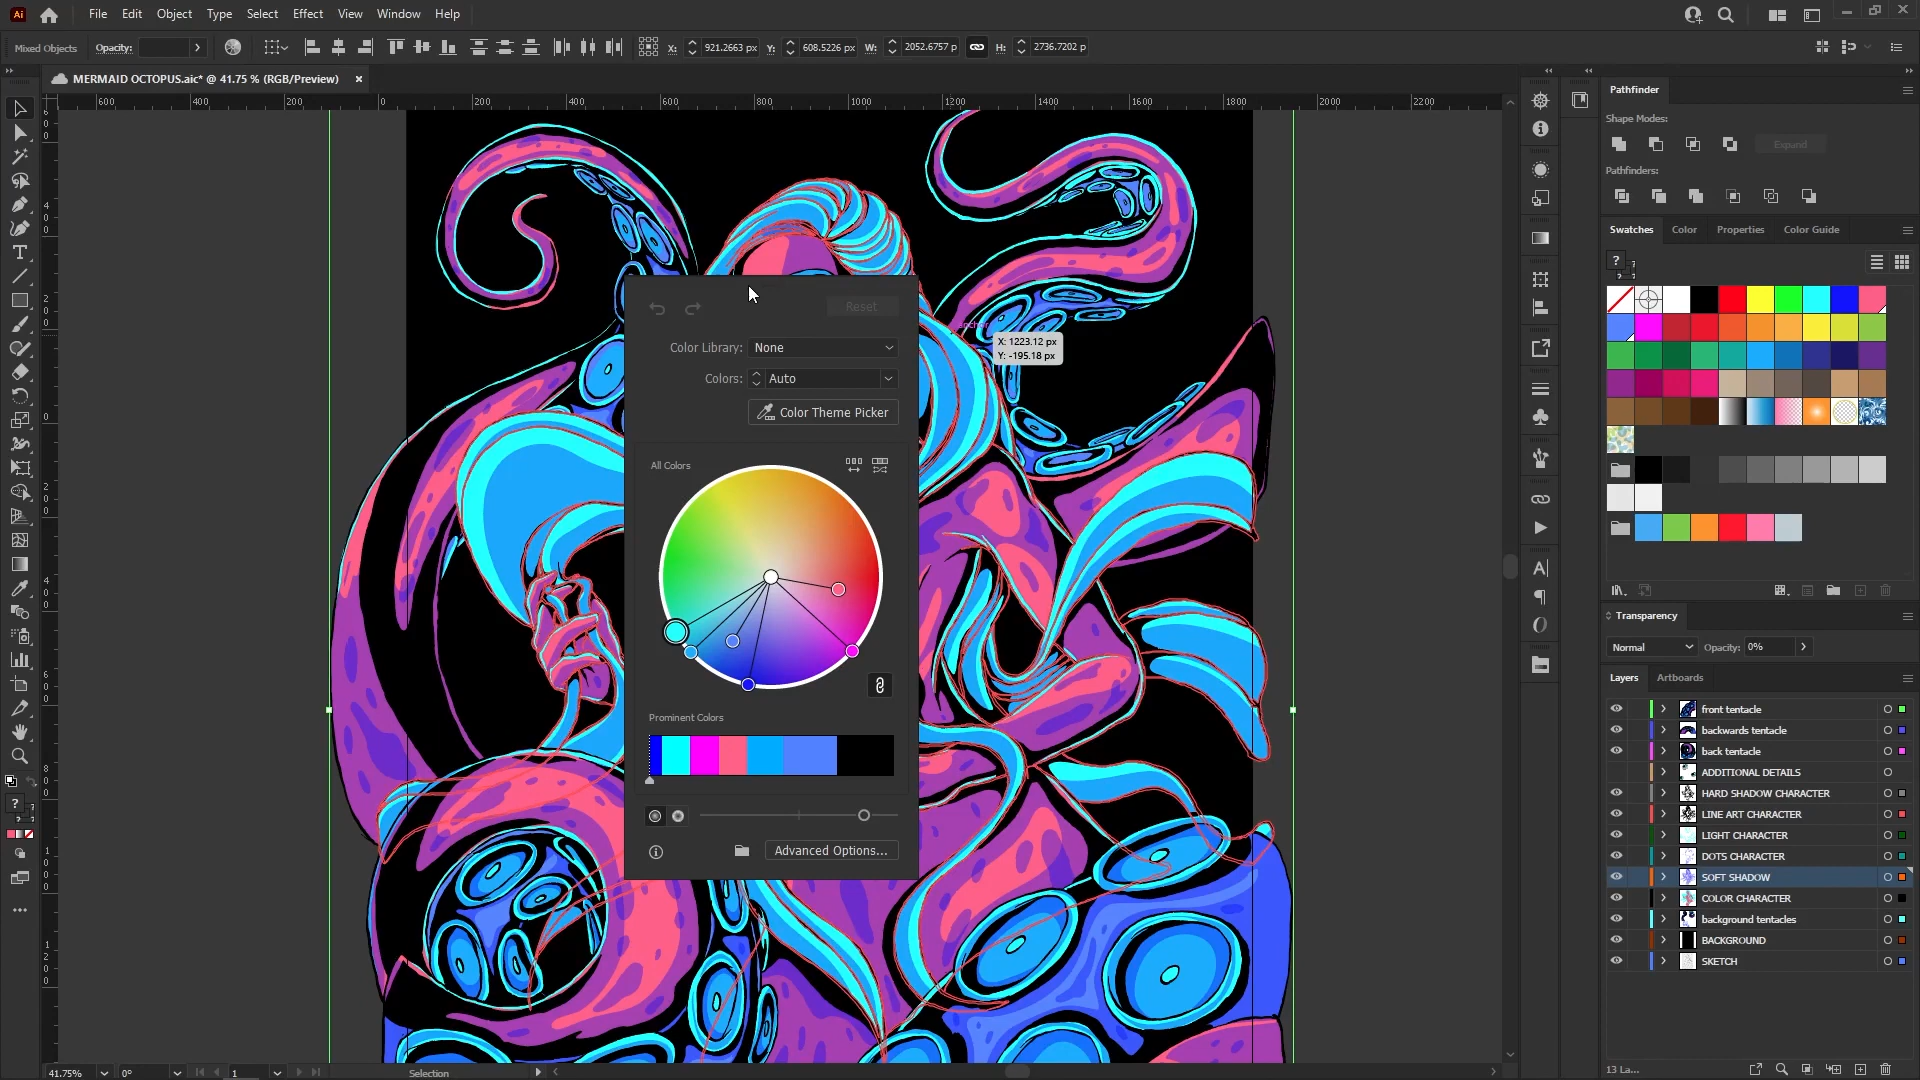 Ai File Edit Object Type Select Effect View Window Help
Mixed Objects Opacity: X: 921.2663 px Y: 608.5226 px W: 2052.6757 p H: 2736.7202 p
MERMAID OCTOPUS.aic* @ 41.75 % (RGB/Preview)
600 400 200 0 200 400 600 800 1000 1200 1400 1600 1800 2000 2200
Reset
Color Library: None
Colors: Auto
Color Theme Picker
All Colors
Prominent Colors
Advanced Options...
anchor
X: 1223.12 px
Y: -195.18 px
Pathfinder
Shape Modes:
Expand
Pathfinders:
Swatches Color Properties Color Guide
Transparency
Normal Opacity: 0%
Layers Artboards
front tentacle
backwards tentacle
back tentacle
ADDITIONAL DETAILS
HARD SHADOW CHARACTER
LINE ART CHARACTER
LIGHT CHARACTER
DOTS CHARACTER
SOFT SHADOW
COLOR CHARACTER
background tentacles
BACKGROUND
SKETCH
13 La...
41.75% 0° 1 Selection